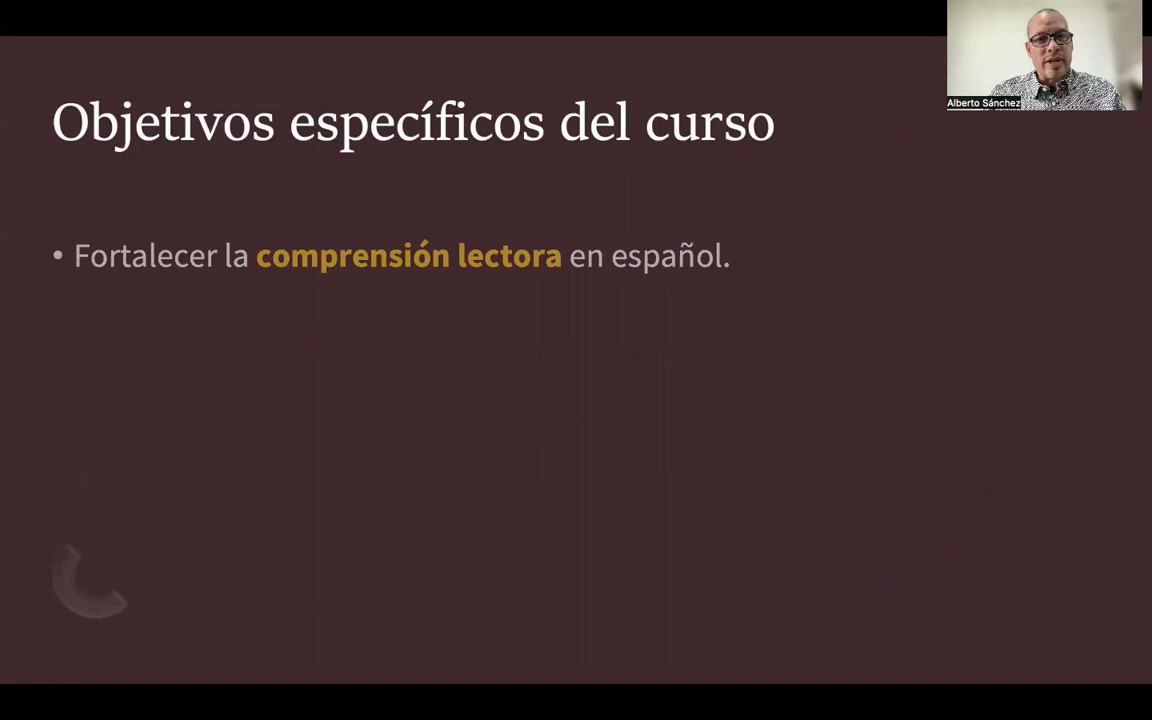 Objetivos específicos del curso
Alberto Sánchez
• Fortalecer la comprensión lectora en español.